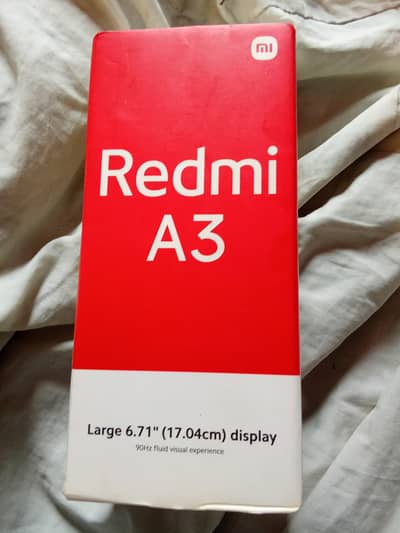 mi
Redmi
A3
Large 6.71" (17.04cm) display
90Hz fluid visual experience